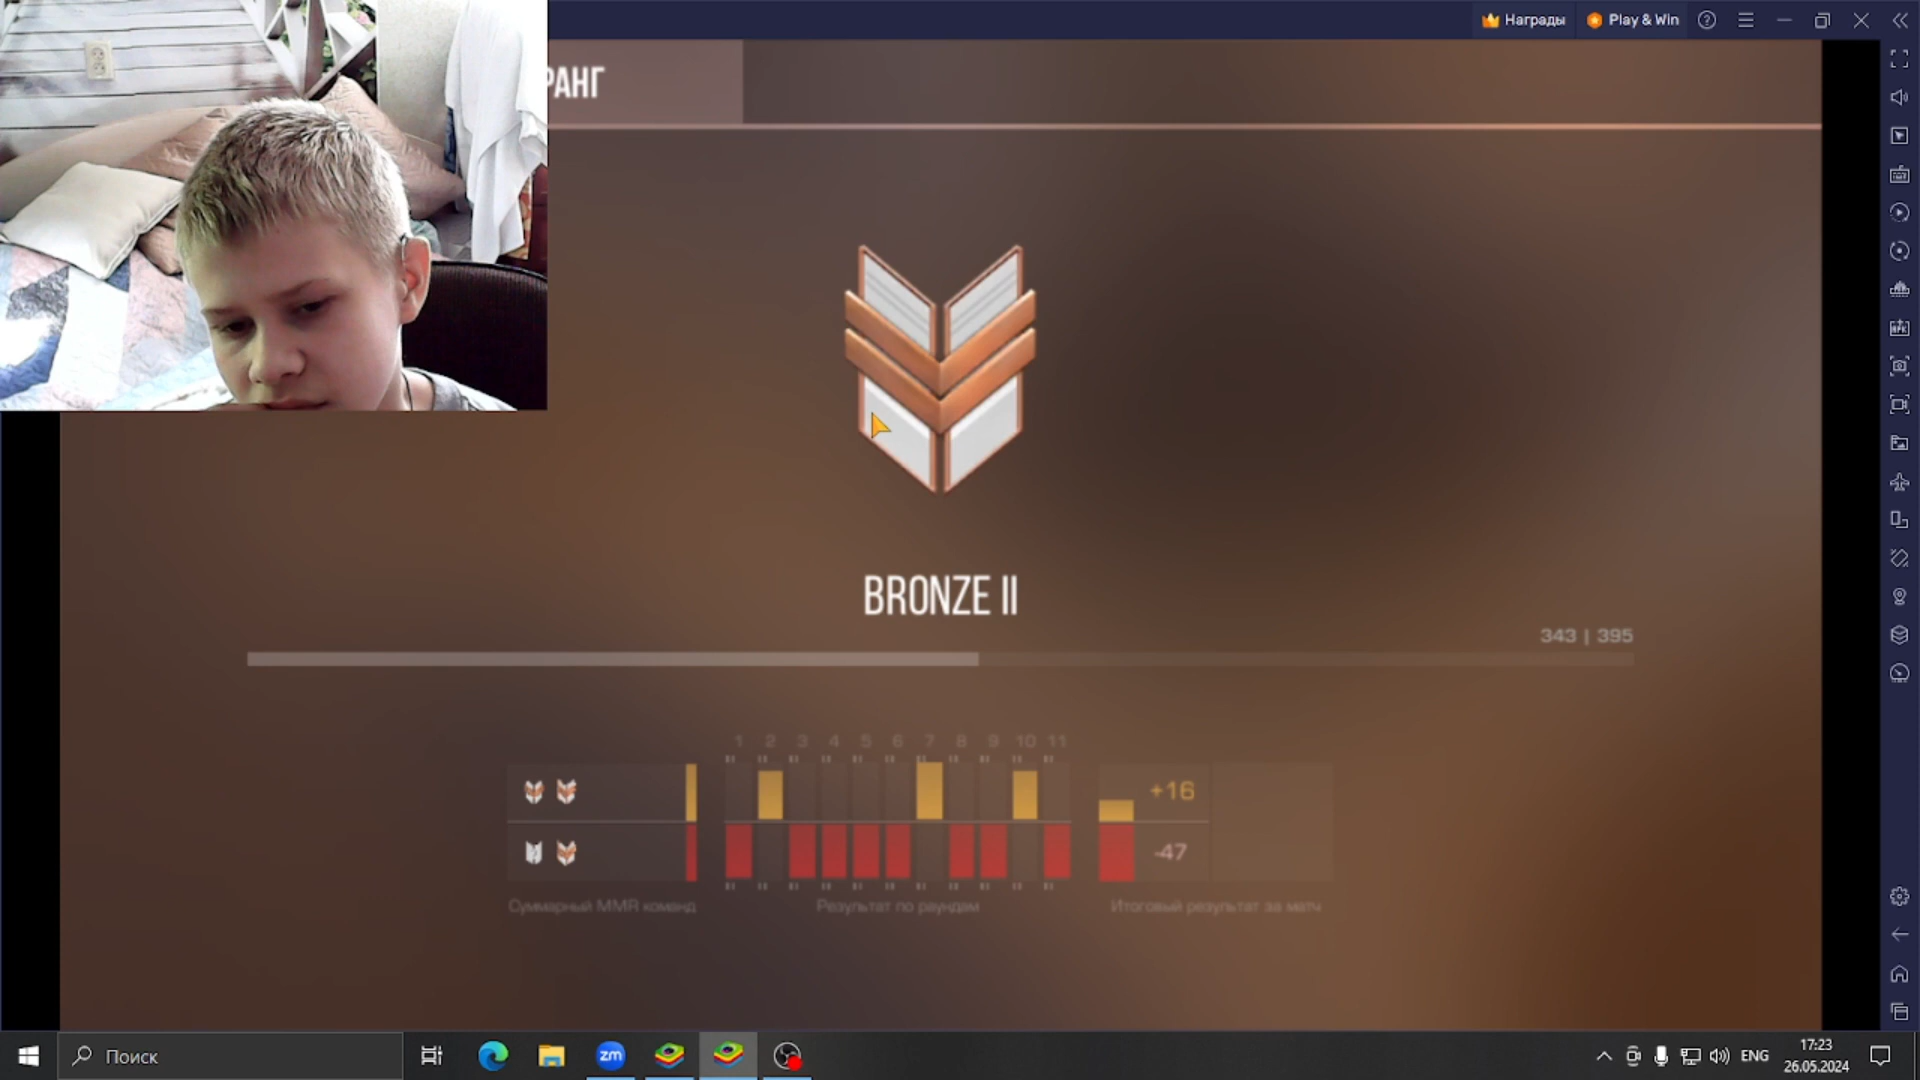 Награды
Play & Win
РАНГ
BRONZE II
343 | 395
1 2 3 4 5 6 7 8 9 10 11
+16
-47
Суммарный MMR команд
Результат по раундам
Итоговый результат за матч
Поиск
zm
ENG
17:23
26.05.2024